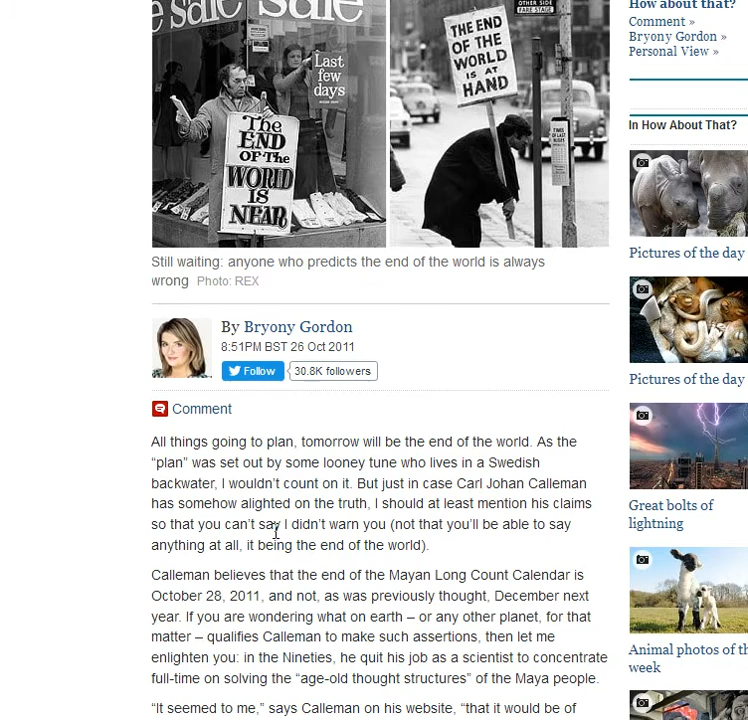 e sale sale
Last
few
days
The
END
OF The
WORLD
IS
NEAR
OTHER SIDE
FARE STAGE
THE END
OF THE
WORLD
IS AT
HAND
Still waiting: anyone who predicts the end of the world is always
wrong Photo: REX
By Bryony Gordon
8:51PM BST 26 Oct 2011
Follow 30.8K followers
Comment
All things going to plan, tomorrow will be the end of the world. As the
“plan” was set out by some looney tune who lives in a Swedish
backwater, I wouldn’t count on it. But just in case Carl Johan Calleman
has somehow alighted on the truth, I should at least mention his claims
so that you can’t say I didn’t warn you (not that you’ll be able to say
anything at all, it being the end of the world).
Calleman believes that the end of the Mayan Long Count Calendar is
October 28, 2011, and not, as was previously thought, December next
year. If you are wondering what on earth – or any other planet, for that
matter – qualifies Calleman to make such assertions, then let me
enlighten you: in the Nineties, he quit his job as a scientist to concentrate
full-time on solving the “age-old thought structures” of the Maya people.
“It seemed to me,” says Calleman on his website, “that it would be of
How about that?
Comment »
Bryony Gordon »
Personal View »
In How About That?
Pictures of the day
Pictures of the day
Great bolts of
lightning
Animal photos of th
week